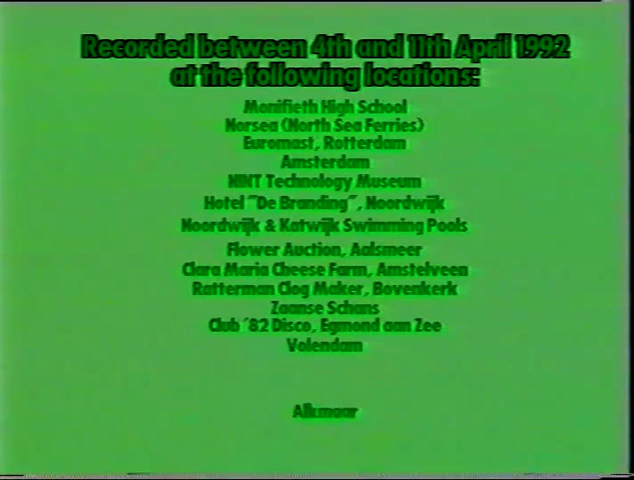 Recorded between 4th and 11th April 1992
at the following locations:
Monifieth High School
Norsea (North Sea Ferries)
Euromast, Rotterdam
Amsterdam
NINT Technology Museum
Hotel "De Branding", Noordwijk
Noordwijk & Katwijk Swimming Pools
Flower Auction, Aalsmeer
Clara Maria Cheese Farm, Amstelveen
Ratterman Clog Maker, Bovenkerk
Zaanse Schans
Club '82 Disco, Egmond aan Zee
Volendam
Alkmaar